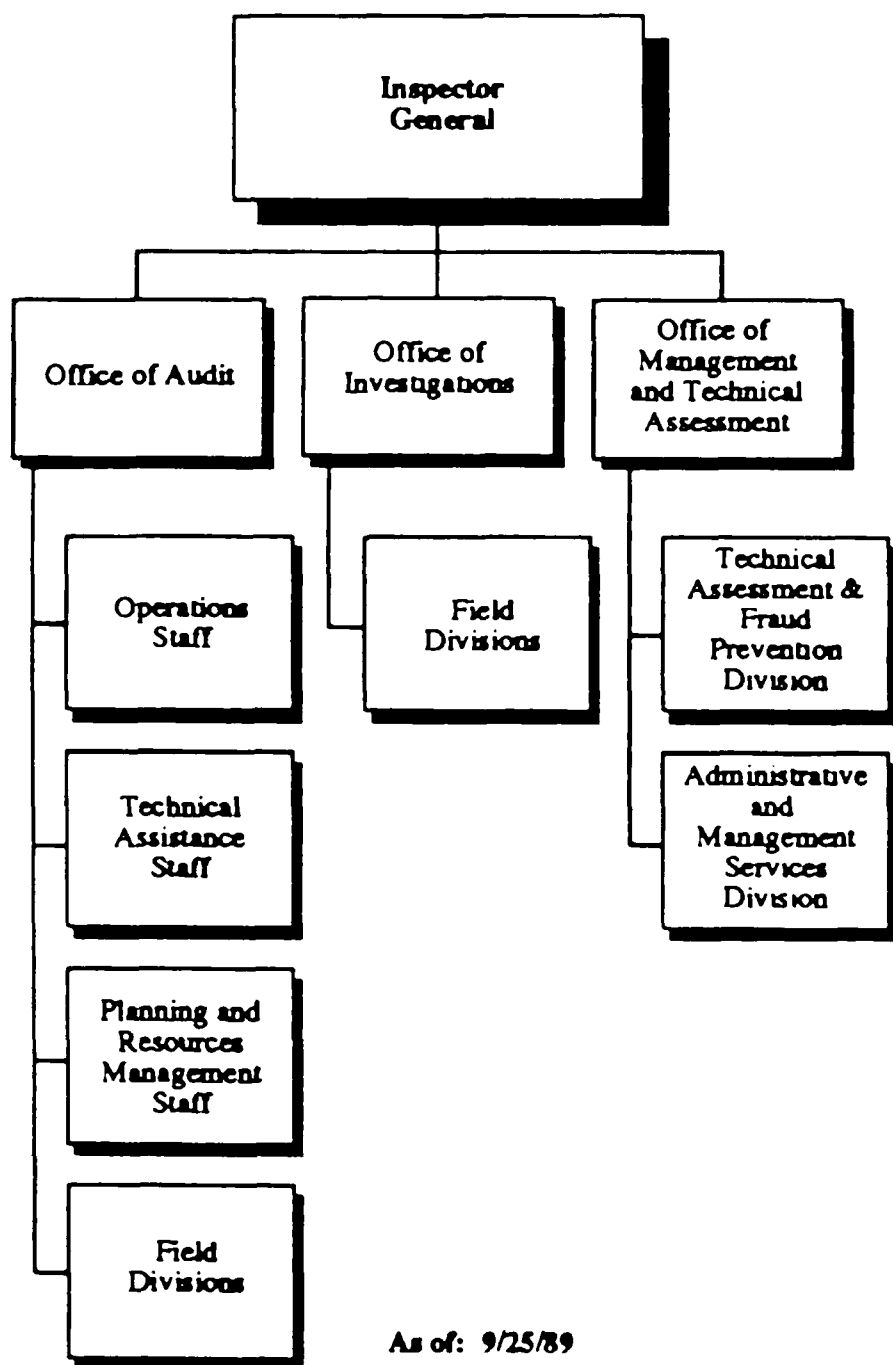 Inspector
General
Office of Audit
Office of
Investigations
Office of
Management
and Technical
Assessment
Operations
Staff
Technical
Assistance
Staff
Planning and
Resources
Management
Staff
Field
Divisions
Field
Divisions
Technical
Assessment &
Fraud
Prevention
Division
Administrative
and
Management
Services
Division
As of: 9/25/89